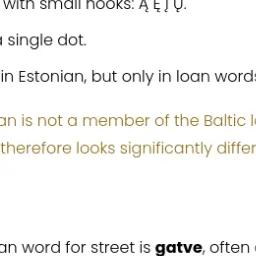 with small hooks: Ą Ę Į Ų.
a single dot.
in Estonian, but only in loan words
an is not a member of the Baltic
therefore looks significantly differ
an word for street is gatve, often